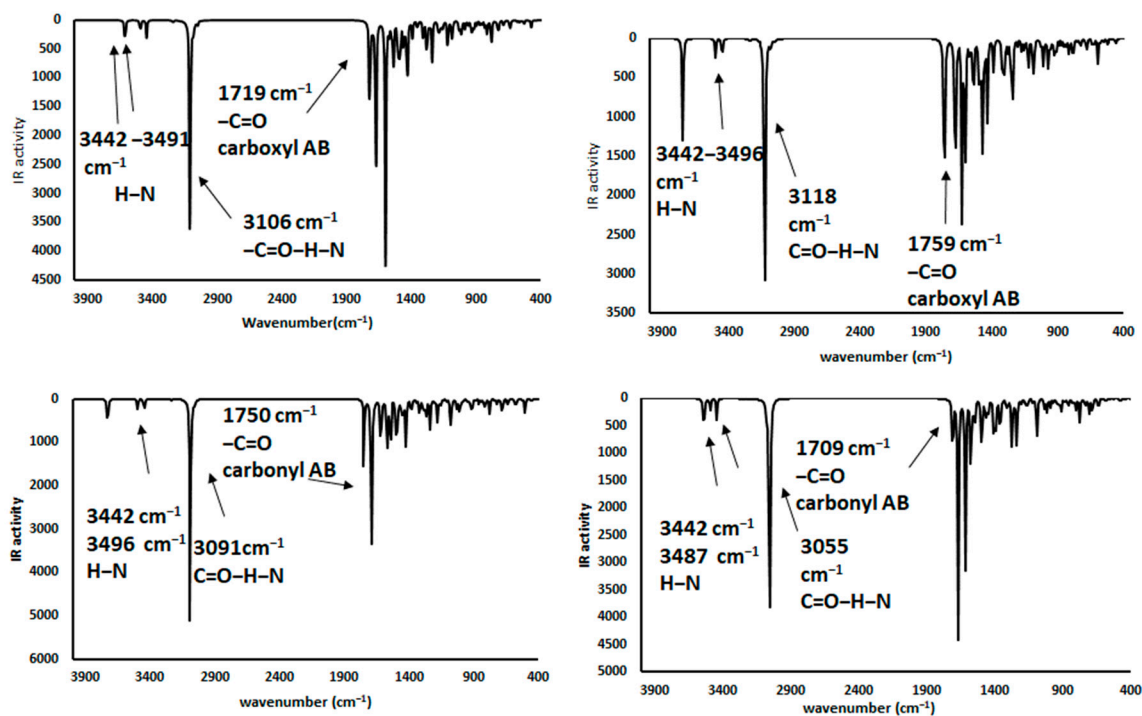 0
500
1000
1500
2000
2500
3000
3500
4000
4500
IR activity
3900
3400
2900
2400
1900
1400
900
400
Wavenumber(cm⁻¹)
3442 –3491
cm⁻¹
H–N
3106 cm⁻¹
–C=O–H–N
1719 cm⁻¹
–C=O
carboxyl AB
0
500
1000
1500
2000
2500
3000
3500
IR activity
3900
3400
2900
2400
1900
1400
900
400
wavenumber (cm⁻¹)
3442–3496
cm⁻¹
H–N
3118
cm⁻¹
C=O–H–N
1759 cm⁻¹
–C=O
carboxyl AB
0
1000
2000
3000
4000
5000
6000
IR activity
3900
3400
2900
2400
1900
1400
900
400
wavenumber (cm⁻¹)
3442 cm⁻¹
3496 cm⁻¹
H–N
3091cm⁻¹
C=O–H–N
1750 cm⁻¹
–C=O
carbonyl AB
0
500
1000
1500
2000
2500
3000
3500
4000
4500
5000
IR activity
3900
3400
2900
2400
1900
1400
900
400
wavenumber(cm⁻¹)
3442 cm⁻¹
3487 cm⁻¹
H–N
3055
cm⁻¹
C=O–H–N
1709 cm⁻¹
–C=O
carbonyl AB